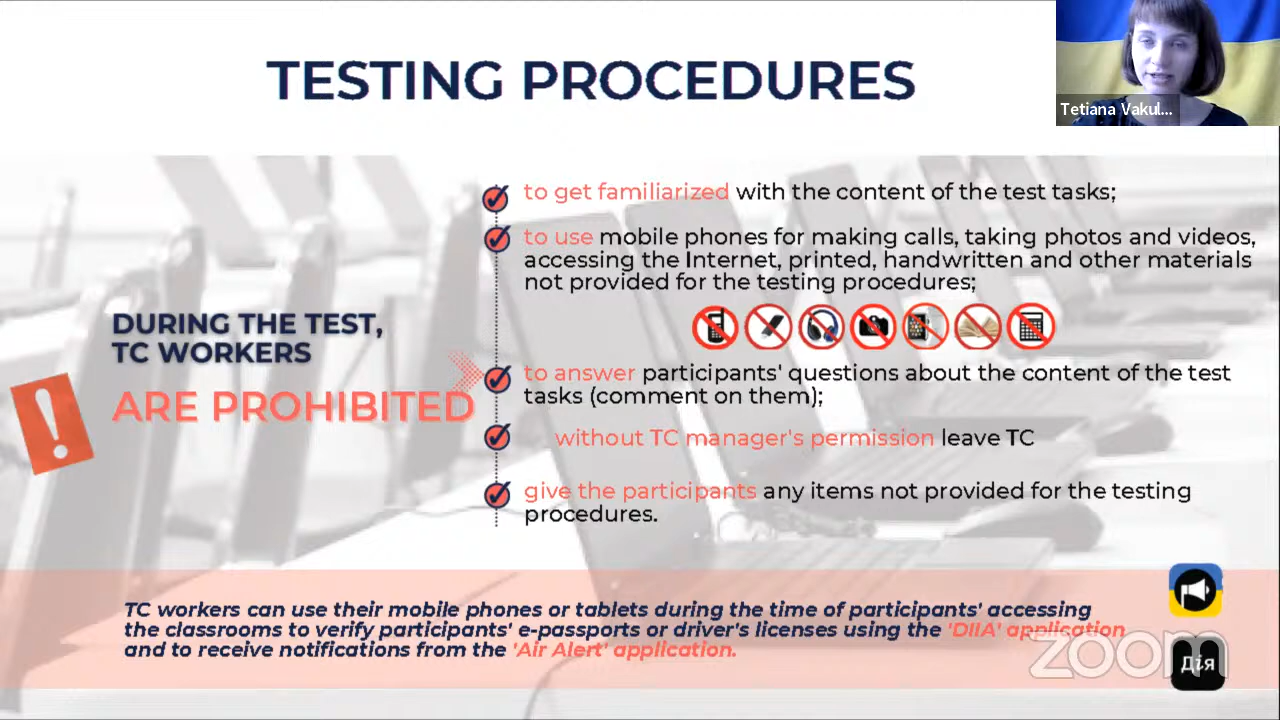 TESTING PROCEDURES
Tetiana Vakul...
to get familiarized with the content of the test tasks;
to use mobile phones for making calls, taking photos and videos,
accessing the Internet, printed, handwritten and other materials
not provided for the testing procedures;
DURING THE TEST,
TC WORKERS
ARE PROHIBITED
to answer participants' questions about the content of the test
tasks (comment on them);
without TC manager's permission leave TC
give the participants any items not provided for the testing
procedures.
TC workers can use their mobile phones or tablets during the time of participants' accessing
the classrooms to verify participants' e-passports or driver's licenses using the 'DIIA' application
and to receive notifications from the 'Air Alert' application.
zoom
Дія